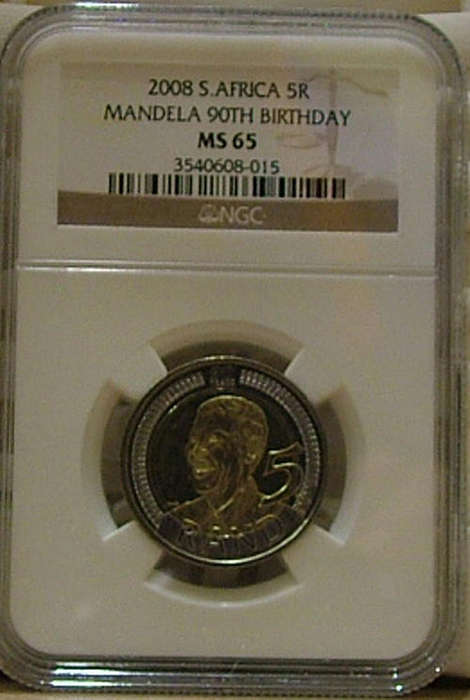 2008 S.AFRICA 5R
MANDELA 90TH BIRTHDAY
MS 65
3540608-015
NGC
5
RAND